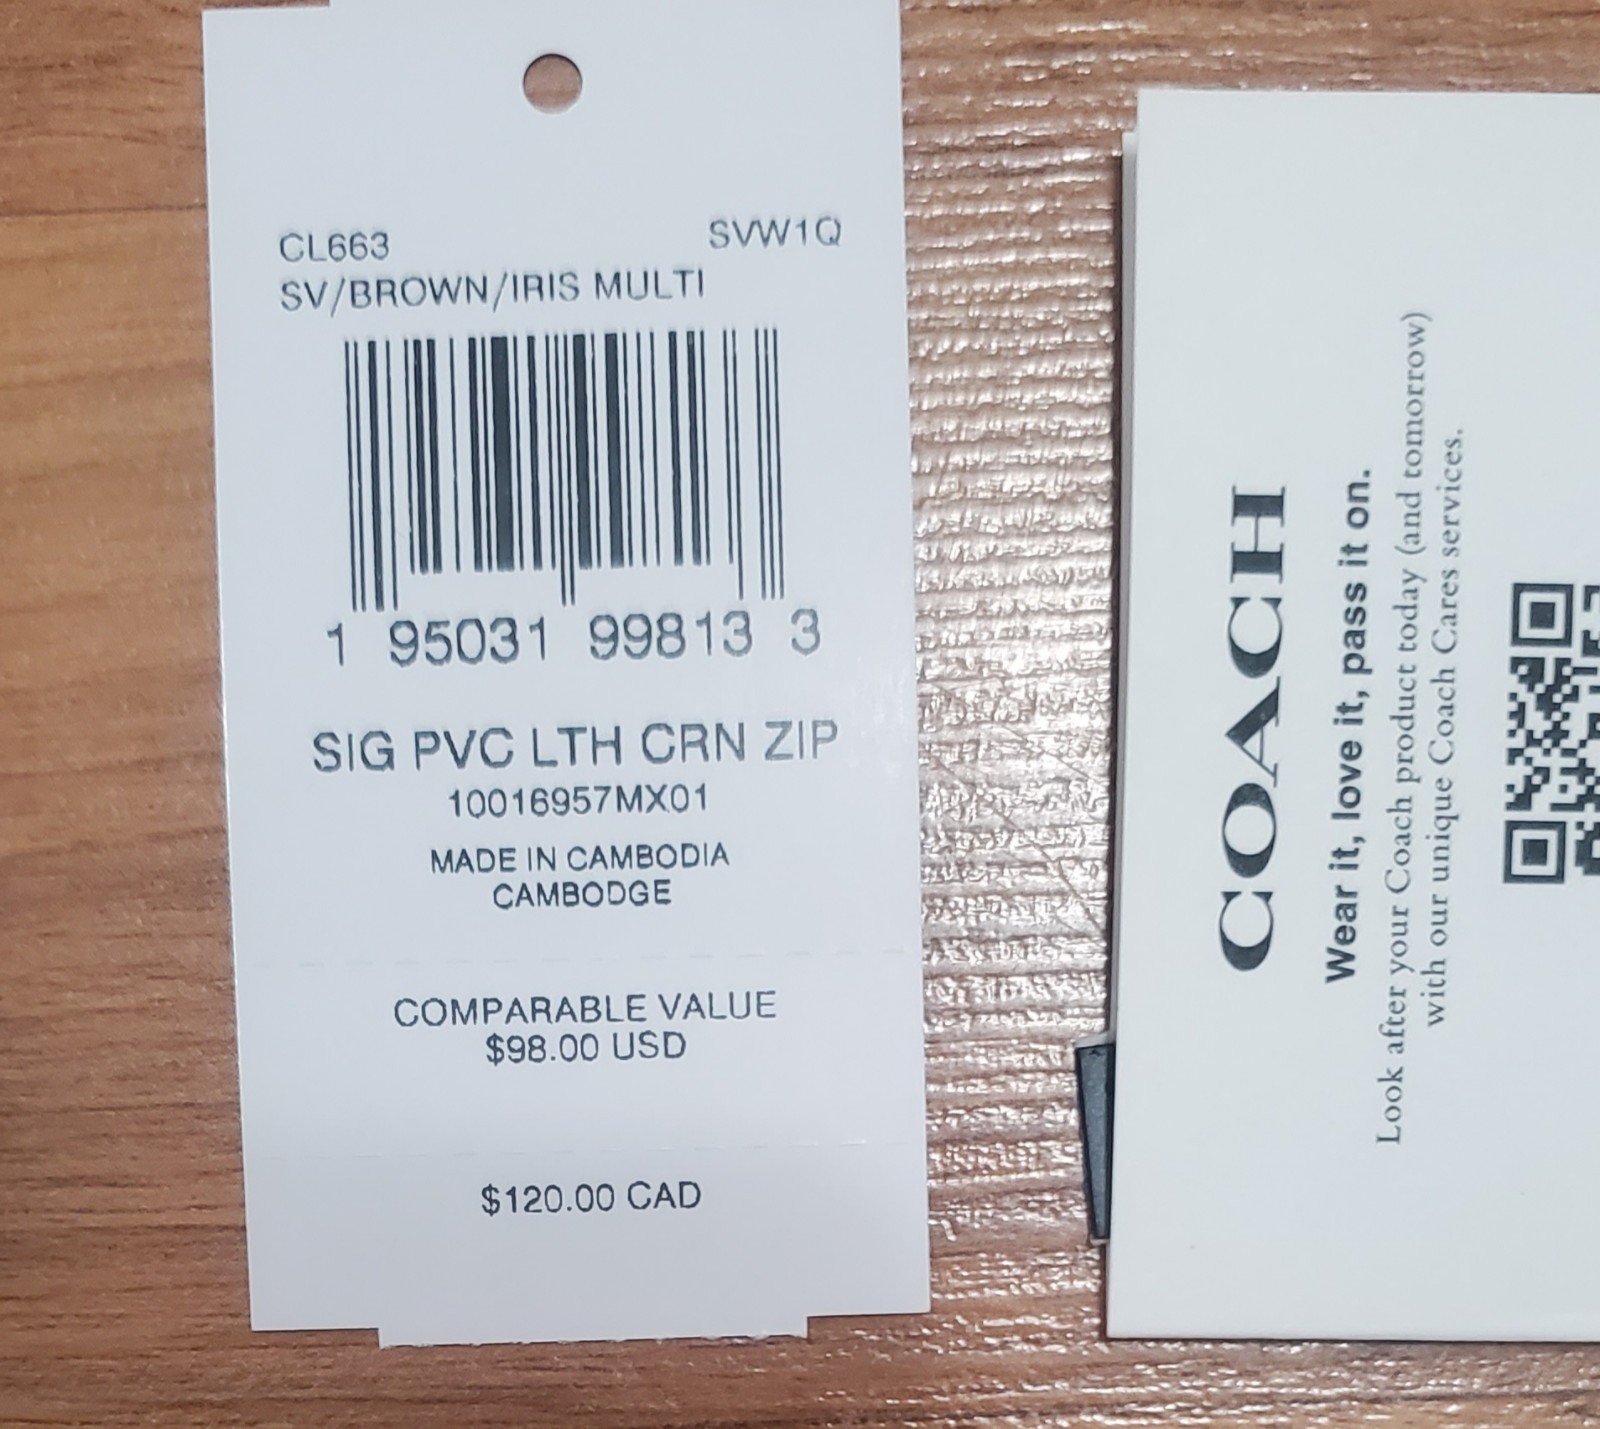 CL663 SVW1Q
SV/BROWN/IRIS MULTI
1 95031 99813 3
SIG PVC LTH CRN ZIP
10016957MX01
MADE IN CAMBODIA
CAMBODGE
COMPARABLE VALUE
$98.00 USD
$120.00 CAD
COACH
Wear it, love it, pass it on.
Look after your Coach product today (and tomorrow)
with our unique Coach Cares services.